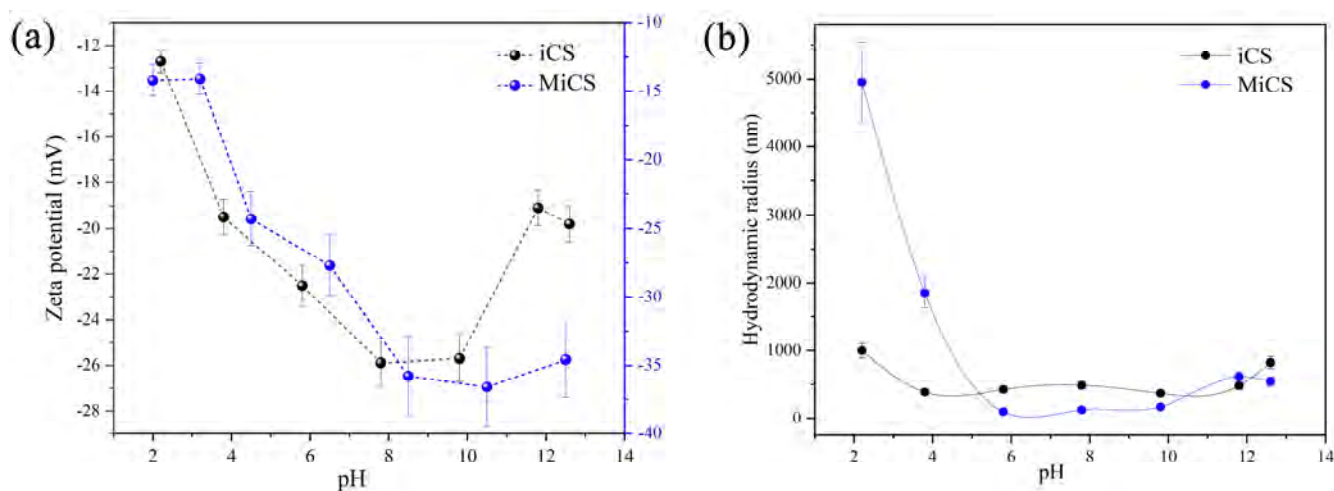 (a)
iCS
MiCS
Zeta potential (mV)
-12
-14
-16
-18
-20
-22
-24
-26
-28
-10
-15
-20
-25
-30
-35
-40
2 4 6 8 10 12 14
pH
(b)
iCS
MiCS
Hydrodynamic radius (nm)
5000
4000
3000
2000
1000
0
2 4 6 8 10 12 14
pH